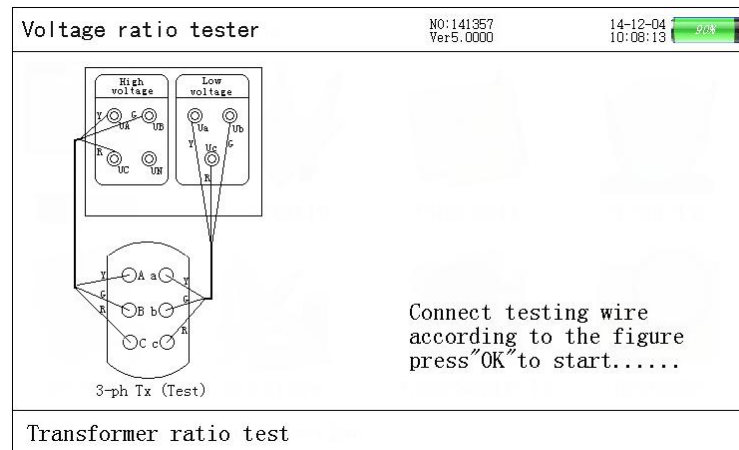 Voltage ratio tester
NO:141357
Ver5.0000
14-12-04
10:08:13
90%
High voltage
Low voltage
Y
G
UA
UB
R
UC
UN
Ua
Ub
Y
Uc
G
R
Y
A a
Y
G
B b
G
R
C c
R
3-ph Tx (Test)
Connect testing wire
according to the figure
press"OK"to start......
Transformer ratio test